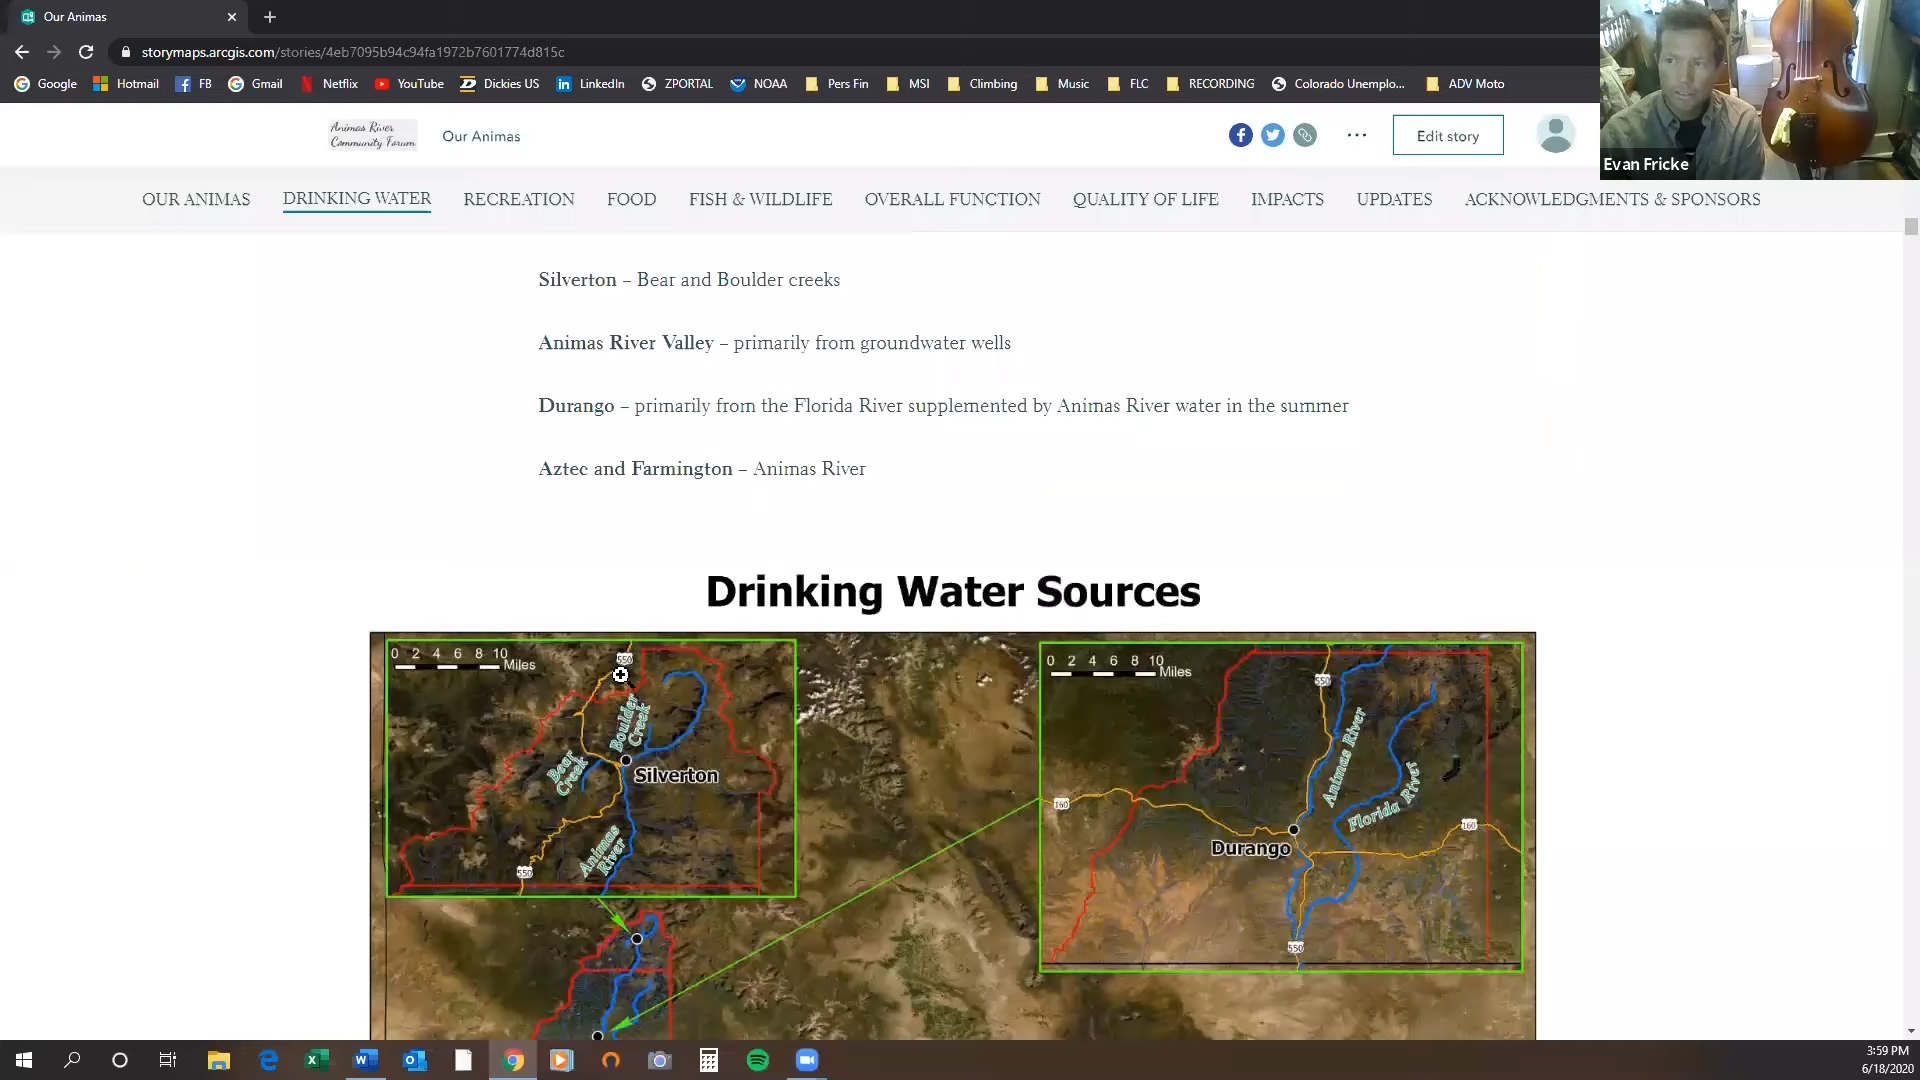 Our Animas
storymaps.arcgis.com/stories/4eb7095b94c94fa1972b7601774d815c
Google Hotmail FB Gmail Netflix YouTube Dickies US LinkedIn ZPORTAL NOAA Pers Fin MSI Climbing Music FLC RECORDING Colorado Unemplo... ADV Moto
Animas River
Community Forum
Our Animas
Edit story
Evan Fricke
OUR ANIMAS DRINKING WATER RECREATION FOOD FISH & WILDLIFE OVERALL FUNCTION QUALITY OF LIFE IMPACTS UPDATES ACKNOWLEDGMENTS & SPONSORS
Silverton – Bear and Boulder creeks
Animas River Valley – primarily from groundwater wells
Durango – primarily from the Florida River supplemented by Animas River water in the summer
Aztec and Farmington – Animas River
Drinking Water Sources
0 2 4 6 8 10
Miles
550
Boulder
Creek
Bear
Creek
Silverton
Animas
River
550
0 2 4 6 8 10
Miles
550
Animas River
Florida River
160
160
Durango
550
3:59 PM
6/18/2020